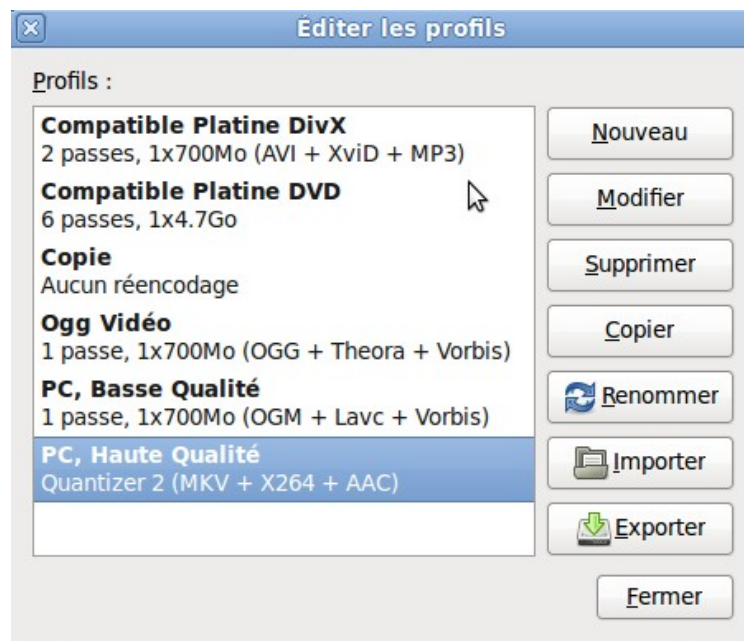 Éditer les profils
Profils :
Compatible Platine DivX
2 passes, 1x700Mo (AVI + XviD + MP3)
Compatible Platine DVD
6 passes, 1x4.7Go
Copie
Aucun réencodage
Ogg Vidéo
1 passe, 1x700Mo (OGG + Theora + Vorbis)
PC, Basse Qualité
1 passe, 1x700Mo (OGM + Lavc + Vorbis)
PC, Haute Qualité
Quantizer 2 (MKV + X264 + AAC)
Nouveau
Modifier
Supprimer
Copier
Renommer
Importer
Exporter
Fermer